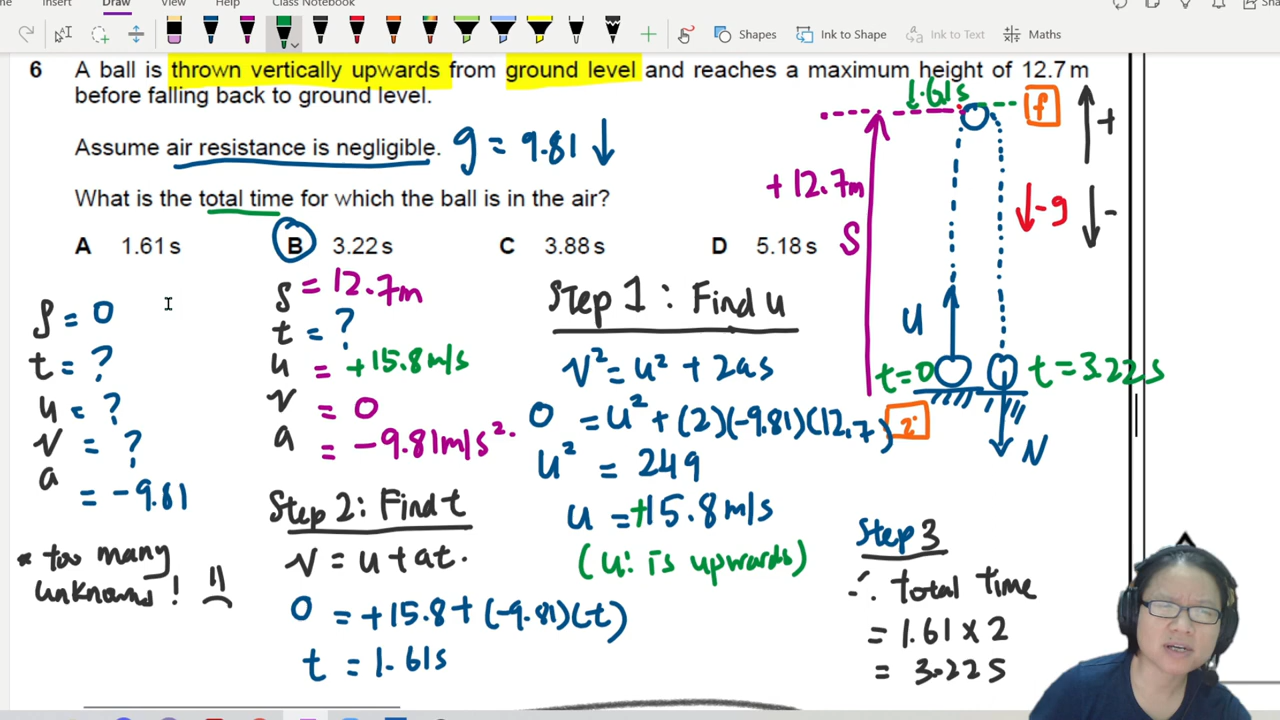 Insert
Draw
View
Help
Class Notebook
Shapes
Ink to Shape
Ink to Text
Maths
6 A ball is thrown vertically upwards from ground level and reaches a maximum height of 12.7 m
before falling back to ground level.
Assume air resistance is negligible. g = 9.81 ↓
What is the total time for which the ball is in the air?
A 1.61 s B 3.22 s C 3.88 s D 5.18 s
s = 0
t = ?
u = ?
v = ?
a = -9.81
* too many
unknowns !
s = 12.7m
t = ?
u = +15.8m/s
v = 0
a = -9.81m/s².
Step 2: Find t
v = u + at.
0 = +15.8 + (-9.81)(t)
t = 1.61s
Step 1 : Find u
v² = u² + 2as
0 = u² + (2)(-9.81)(12.7)
u² = 249
u = +15.8m/s
(u: is upwards)
1.61s
f
+
+12.7m
s
-g
-
u
t=0
t=3.22s
i
v
Step 3
∴ total time
= 1.61 × 2
= 3.22s